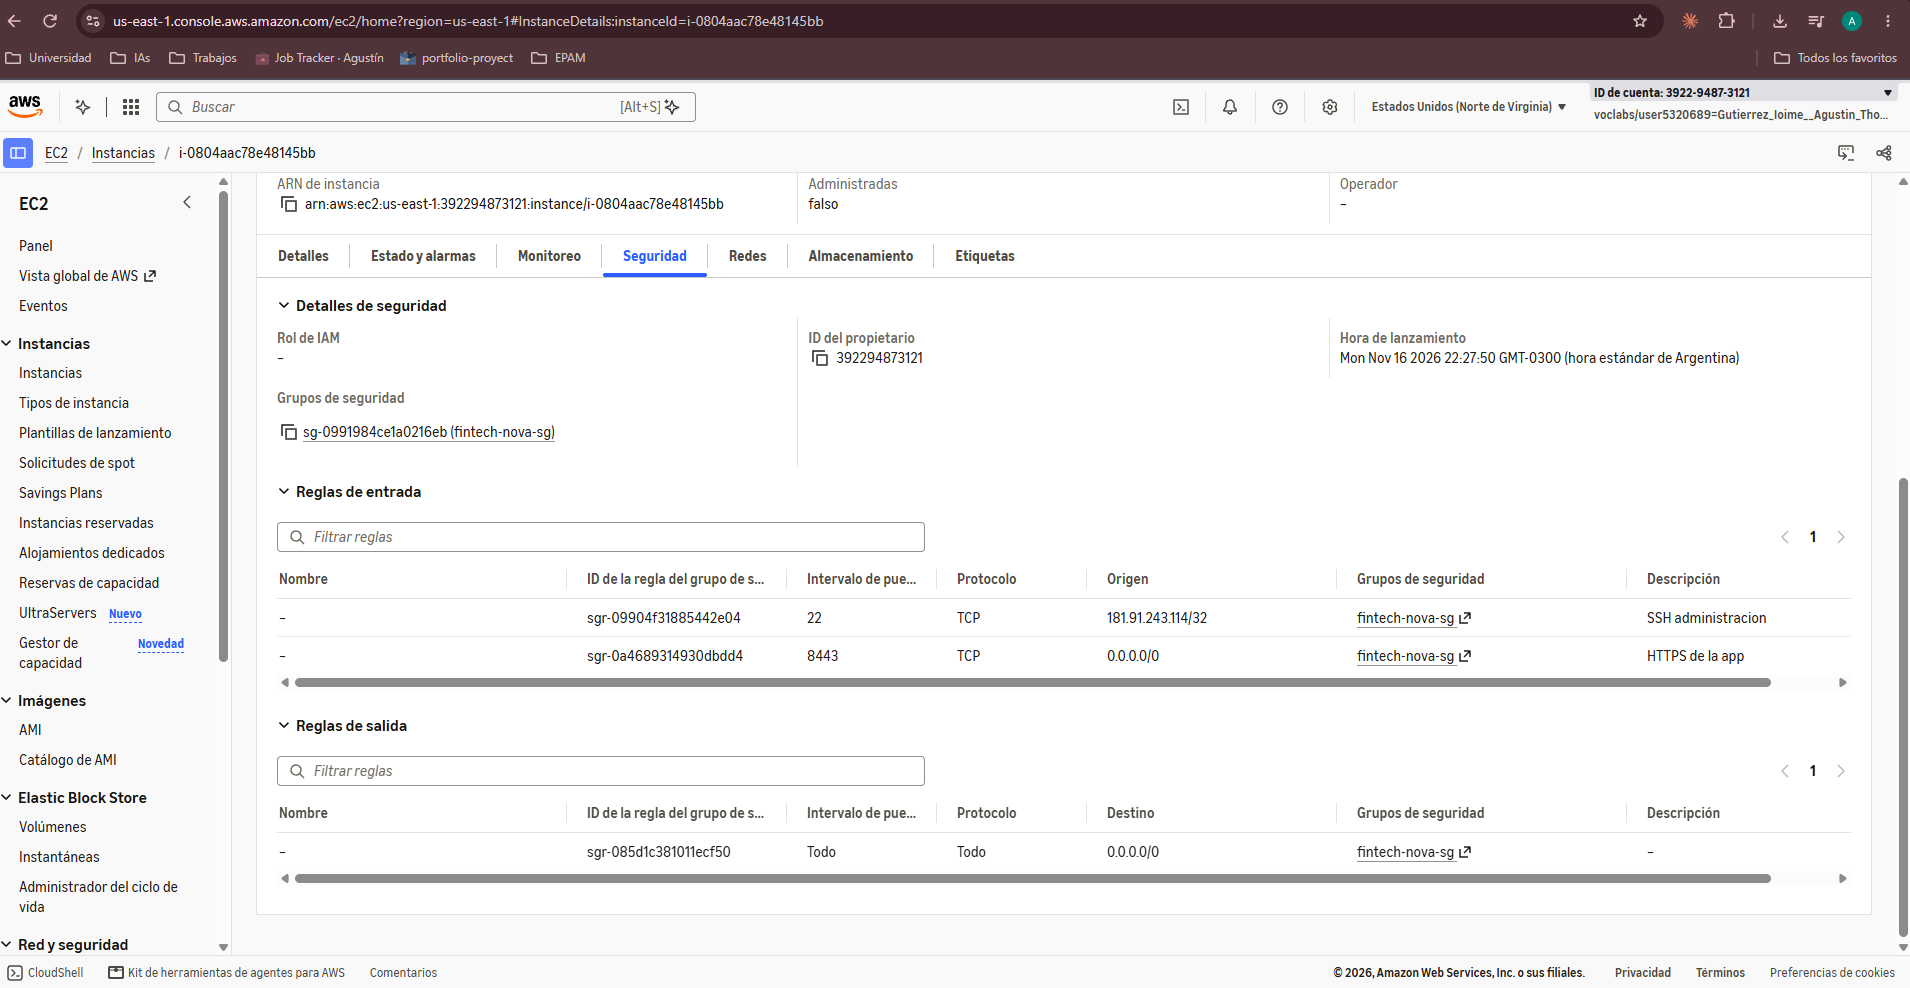 us-east-1.console.aws.amazon.com/ec2/home?region=us-east-1#InstanceDetails:instanceId=i-0804aac78e48145bb
A
Universidad
IAs
Trabajos
Job Tracker · Agustín
portfolio-proyect
EPAM
Todos los favoritos
aws
Buscar
[Alt+S]
Estados Unidos (Norte de Virginia)
ID de cuenta: 3922-9487-3121
voclabs/user5320689=Gutierrez_Ioime__Agustin_Tho...
EC2 / Instancias / i-0804aac78e48145bb
EC2
Panel
Vista global de AWS
Eventos
Instancias
Instancias
Tipos de instancia
Plantillas de lanzamiento
Solicitudes de spot
Savings Plans
Instancias reservadas
Alojamientos dedicados
Reservas de capacidad
UltraServers Nuevo
Gestor de capacidad Novedad
Imágenes
AMI
Catálogo de AMI
Elastic Block Store
Volúmenes
Instantáneas
Administrador del ciclo de vida
Red y seguridad
ARN de instancia
arn:aws:ec2:us-east-1:392294873121:instance/i-0804aac78e48145bb
Administradas
falso
Operador
–
Detalles
Estado y alarmas
Monitoreo
Seguridad
Redes
Almacenamiento
Etiquetas
Detalles de seguridad
Rol de IAM
–
ID del propietario
392294873121
Hora de lanzamiento
Mon Nov 16 2026 22:27:50 GMT-0300 (hora estándar de Argentina)
Grupos de seguridad
sg-0991984ce1a0216eb (fintech-nova-sg)
Reglas de entrada
Filtrar reglas
1
Nombre ID de la regla del grupo de s... Intervalo de pue... Protocolo Origen Grupos de seguridad Descripción
– sgr-09904f31885442e04 22 TCP 181.91.243.114/32 fintech-nova-sg SSH administracion
– sgr-0a4689314930dbdd4 8443 TCP 0.0.0.0/0 fintech-nova-sg HTTPS de la app
Reglas de salida
Filtrar reglas
1
Nombre ID de la regla del grupo de s... Intervalo de pue... Protocolo Destino Grupos de seguridad Descripción
– sgr-085d1c381011ecf50 Todo Todo 0.0.0.0/0 fintech-nova-sg –
CloudShell
Kit de herramientas de agentes para AWS
Comentarios
© 2026, Amazon Web Services, Inc. o sus filiales.
Privacidad
Términos
Preferencias de cookies